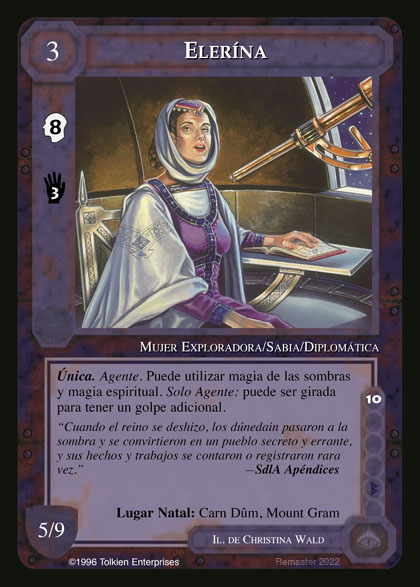 3
Elerína
8
3
Mujer Exploradora/Sabia/Diplomática
Única. Agente. Puede utilizar magia de las sombras
y magia espiritual. Solo Agente: puede ser girada
para tener un golpe adicional.
“Cuando el reino se deshizo, los dúnedain pasaron a la
sombra y se convirtieron en un pueblo secreto y errante,
y sus hechos y trabajos se contaron o registraron rara
vez.” –SdlA Apéndices
10
Lugar Natal: Carn Dûm, Mount Gram
5/9
Il. de Christina Wald
©1996 Tolkien Enterprises
Remaster 2022